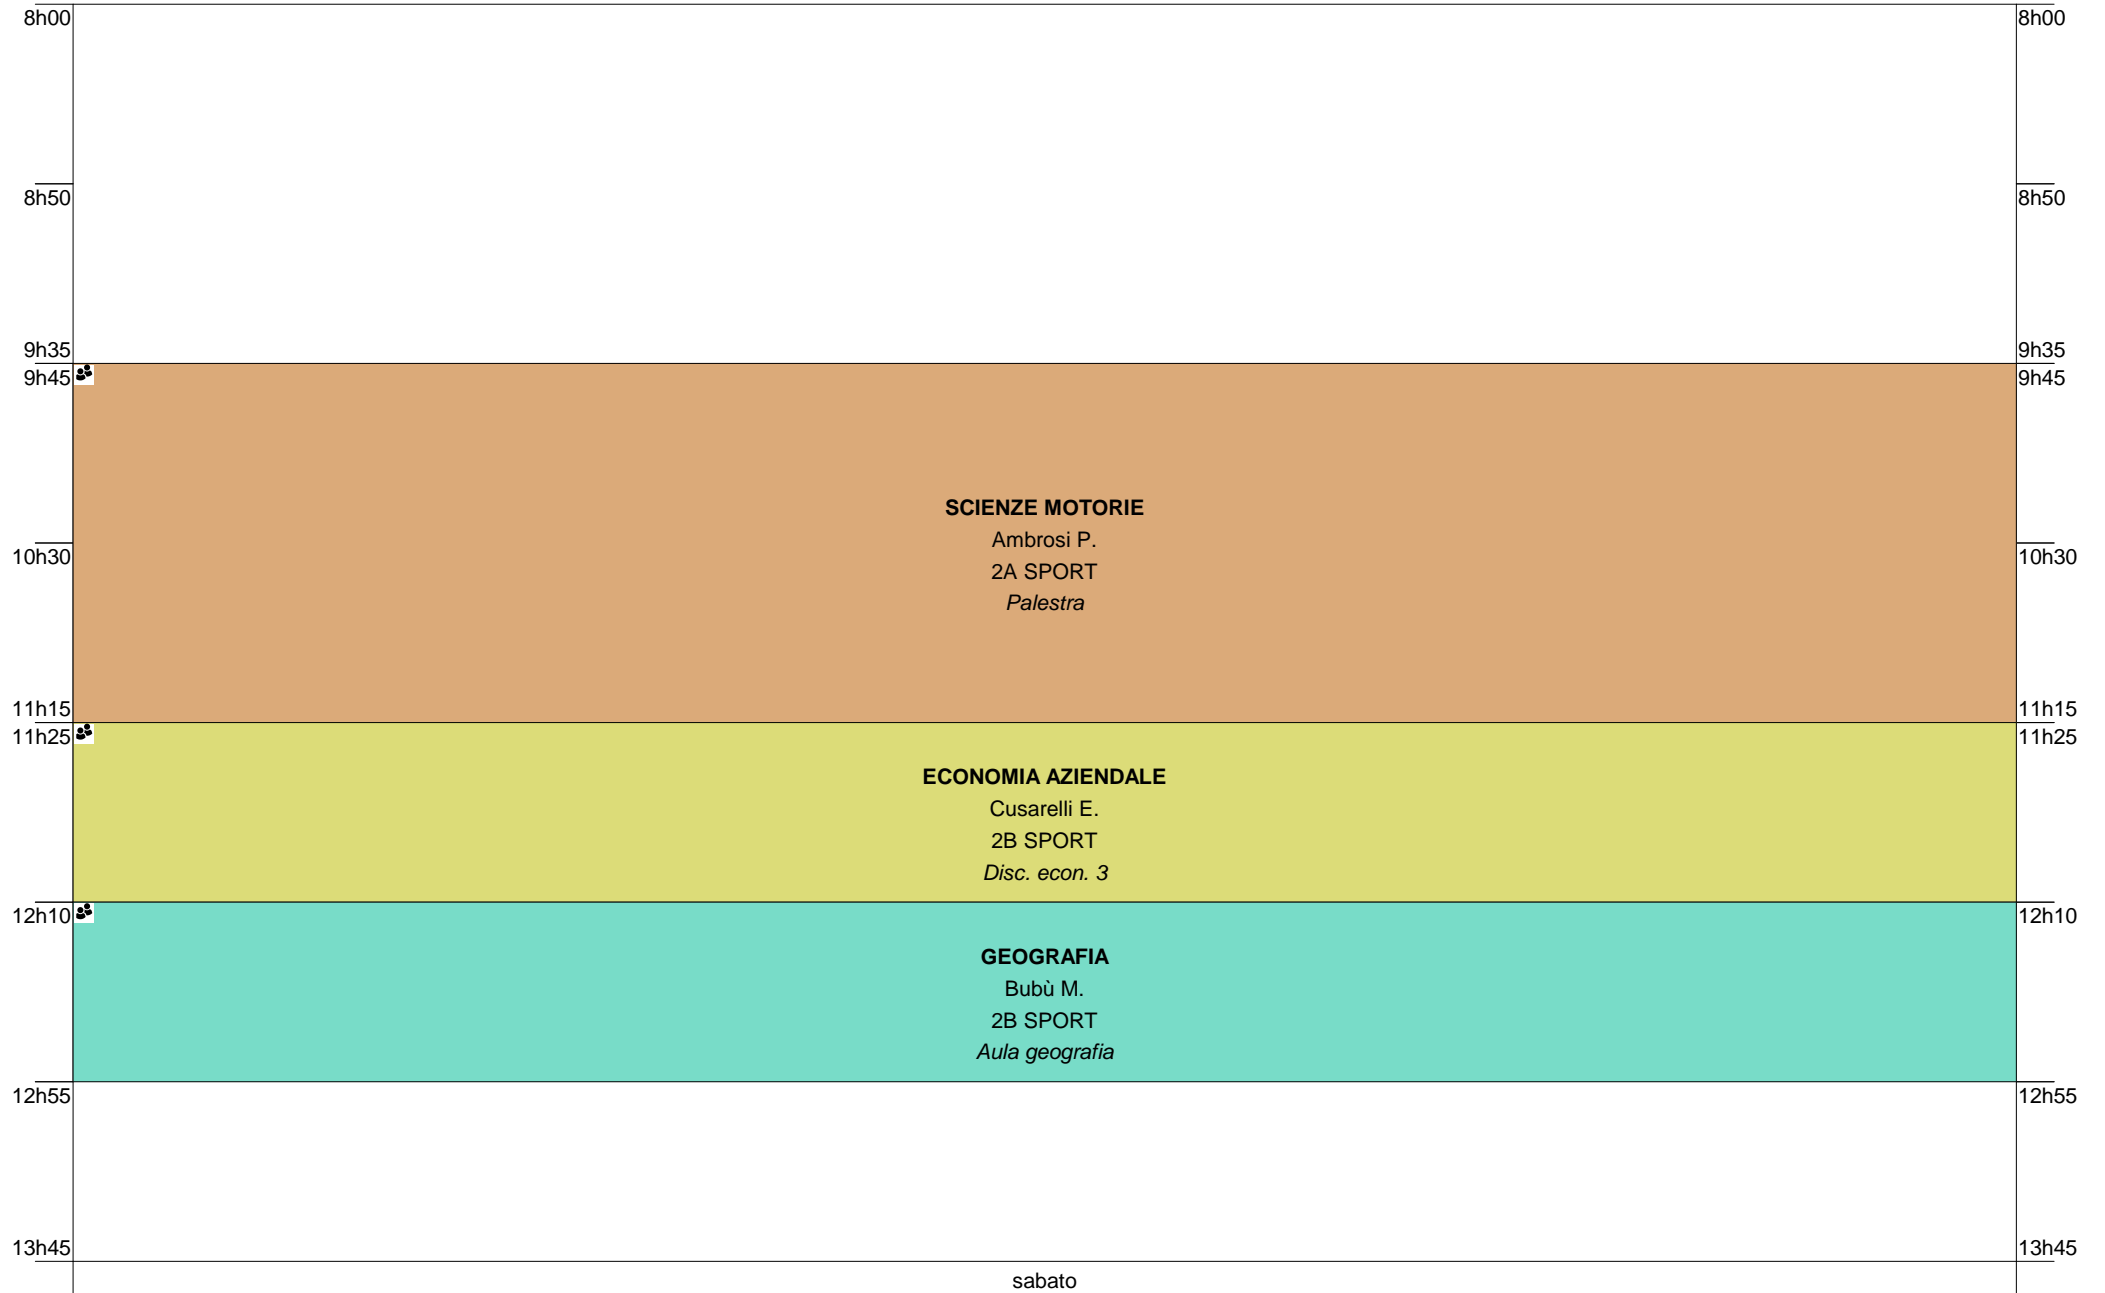 8h00 8h00
8h50 8h50
9h35 9h35
9h45 9h45
SCIENZE MOTORIE
Ambrosi P.
10h30 10h30
2A SPORT
Palestra
11h15 11h15
11h25 11h25
ECONOMIA AZIENDALE
Cusarelli E.
2B SPORT
Disc. econ. 3
12h10 12h10
GEOGRAFIA
Bubù M.
2B SPORT
Aula geografia
12h55 12h55
13h45 13h45
sabato